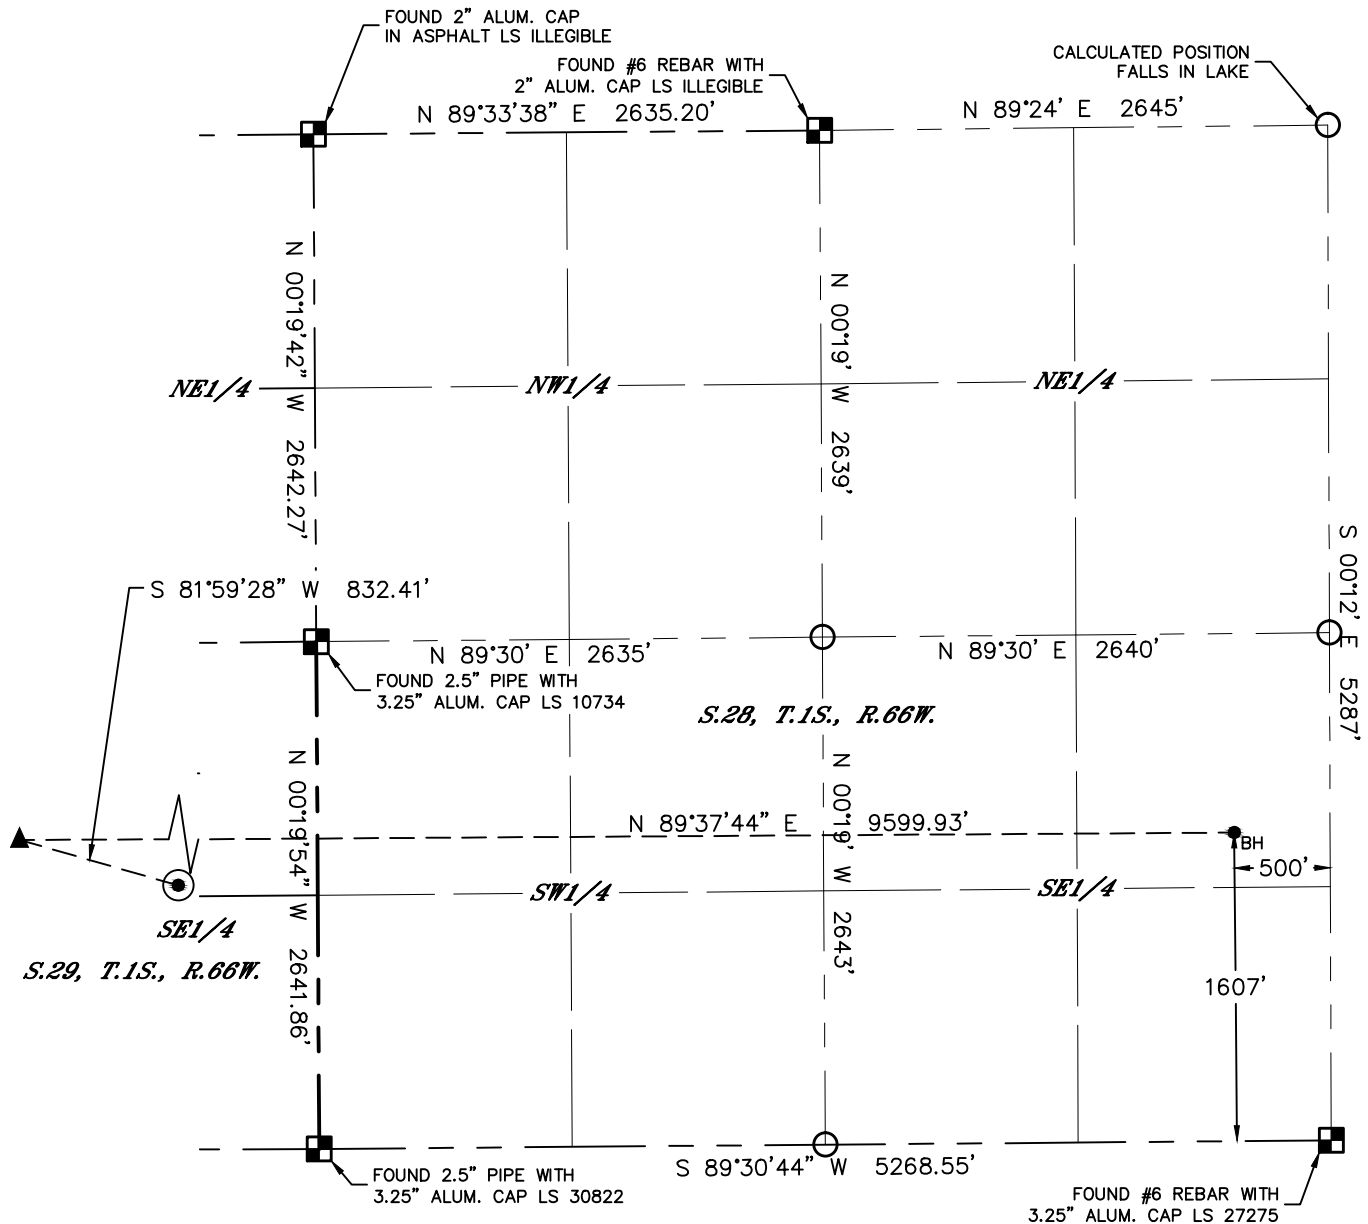 FOUND 2" ALUM. CAP
IN ASPHALT LS ILLEGIBLE
FOUND #6 REBAR WITH
2" ALUM. CAP LS ILLEGIBLE
CALCULATED POSITION
FALLS IN LAKE
N 89°33'38" E 2635.20'
N 89°24' E 2645'
N 00°19'42" W 2642.27'
N 00°19' W 2639'
NE1/4
NW1/4
NE1/4
S 00°12' E 5287'
S 81°59'28" W 832.41'
N 89°30' E 2635'
N 89°30' E 2640'
FOUND 2.5" PIPE WITH
3.25" ALUM. CAP LS 10734
S.28, T.1S., R.66W.
N 00°19'54" W 2641.86'
N 00°19' W 2643'
N 89°37'44" E 9599.93'
BH
500'
SW1/4
SE1/4
SE1/4
S.29, T.1S., R.66W.
1607'
S 89°30'44" W 5268.55'
FOUND 2.5" PIPE WITH
3.25" ALUM. CAP LS 30822
FOUND #6 REBAR WITH
3.25" ALUM. CAP LS 27275